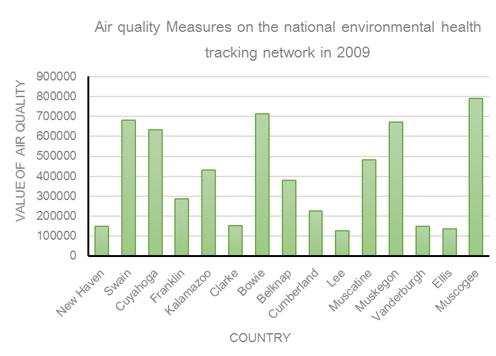 Air quality Measures on the national environmental health
tracking network in 2009
VALUE OF AIR QUALITY
900000
800000
700000
600000
500000
400000
300000
200000
100000
0
New Haven
Swain
Cuyahoga
Franklin
Kalamazoo
Clarke
Bowie
Belknap
Cumberland
Lee
Muscatine
Muskegon
Vanderburgh
Ellis
Muscogee
COUNTRY